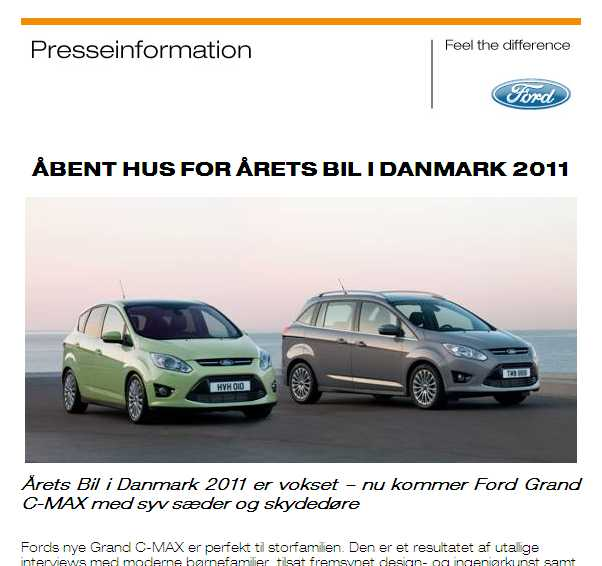 Presseinformation
Feel the difference
Ford
ÅBENT HUS FOR ÅRETS BIL I DANMARK 2011
HVH 010
Årets Bil i Danmark 2011 er vokset – nu kommer Ford Grand
C-MAX med syv sæder og skydedøre
Fords nye Grand C-MAX er perfekt til storfamilien. Den er et resultatet af utallige
interviews med moderne børnefamilier, tilsat fremsynet design- og ingeniørkunst samt